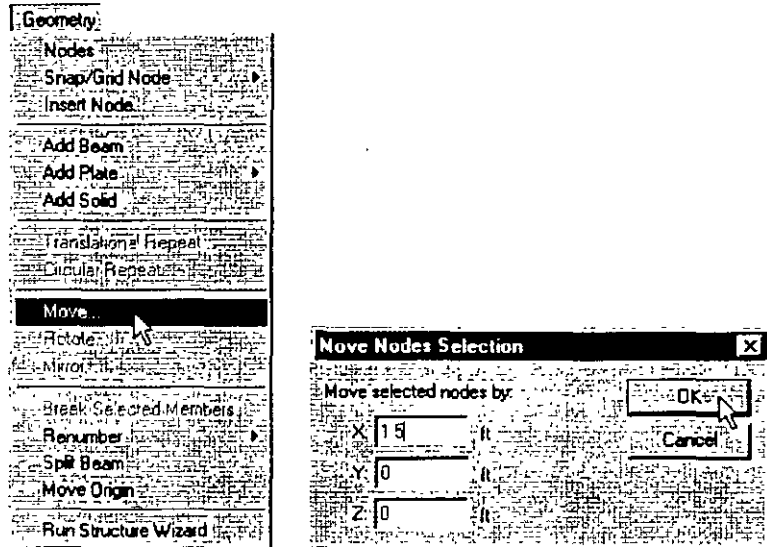 Geometry
Nodes
Snap/Grid Node
Insert Node...
Add Beam
Add Plate
Add Solid
Translational Repeat
Circular Repeat
Move...
Rotate...
Mirror
Break Selected Members
Renumber
Split Beam
Move Origin
Run Structure Wizard
Move Nodes Selection
Move selected nodes by:
OK
X: 1.5 ft
Cancel
Y: 0 ft
Z: 0 ft